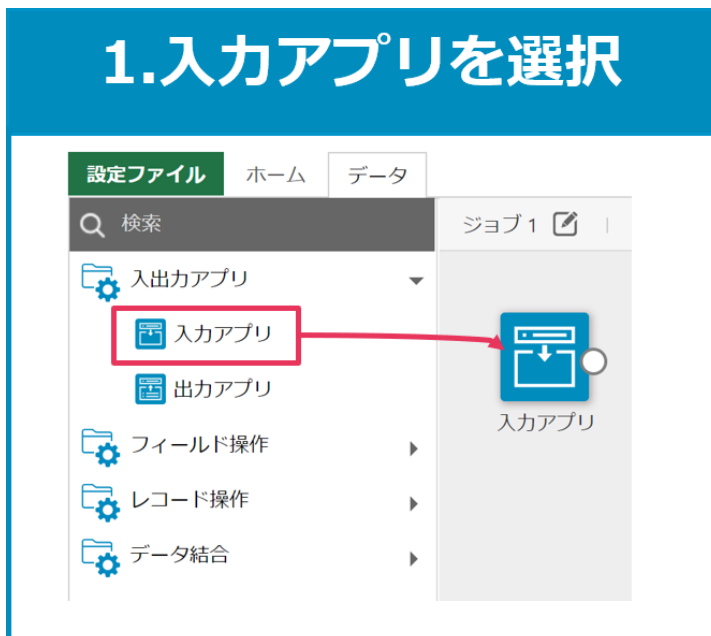 1.入力アプリを選択
設定ファイル ホーム データ
検索
ジョブ 1
入出力アプリ
入力アプリ
出力アプリ
フィールド操作
レコード操作
データ結合
入力アプリ